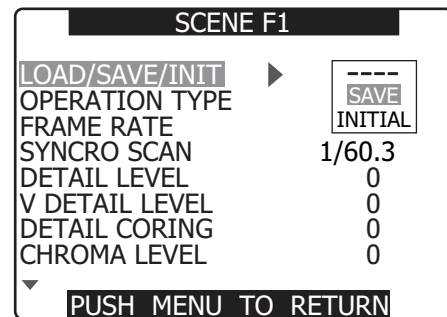 SCENE F1
LOAD/SAVE/INIT ----
OPERATION TYPE SAVE
FRAME RATE INITIAL
SYNCRO SCAN 1/60.3
DETAIL LEVEL 0
V DETAIL LEVEL 0
DETAIL CORING 0
CHROMA LEVEL 0
PUSH MENU TO RETURN